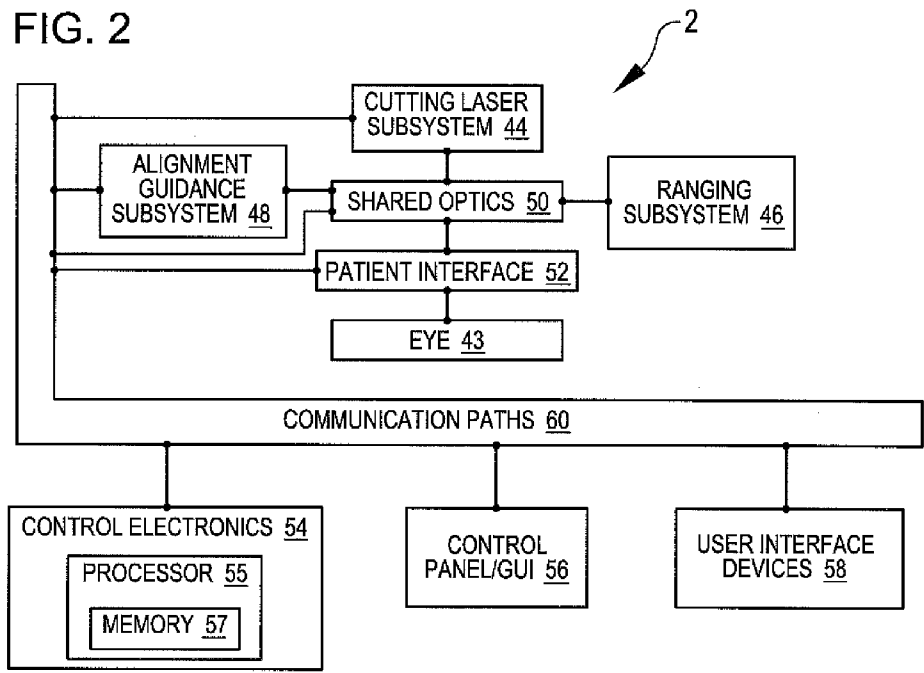 FIG. 2
2
CUTTING LASER
SUBSYSTEM 44
ALIGNMENT
GUIDANCE
SUBSYSTEM 48
SHARED OPTICS 50
RANGING
SUBSYSTEM 46
PATIENT INTERFACE 52
EYE 43
COMMUNICATION PATHS 60
CONTROL ELECTRONICS 54
PROCESSOR 55
MEMORY 57
CONTROL
PANEL/GUI 56
USER INTERFACE
DEVICES 58